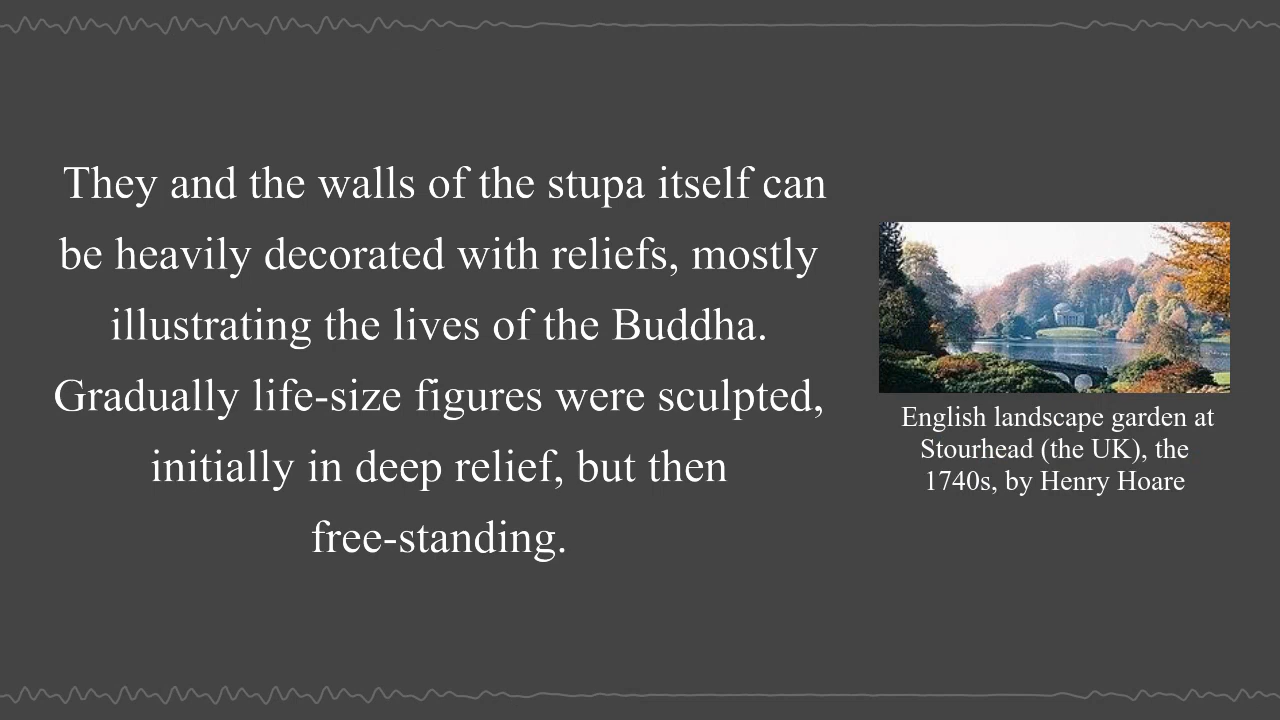 They and the walls of the stupa itself can
be heavily decorated with reliefs, mostly
illustrating the lives of the Buddha.
Gradually life-size figures were sculpted,
initially in deep relief, but then
free-standing.
English landscape garden at
Stourhead (the UK), the
1740s, by Henry Hoare